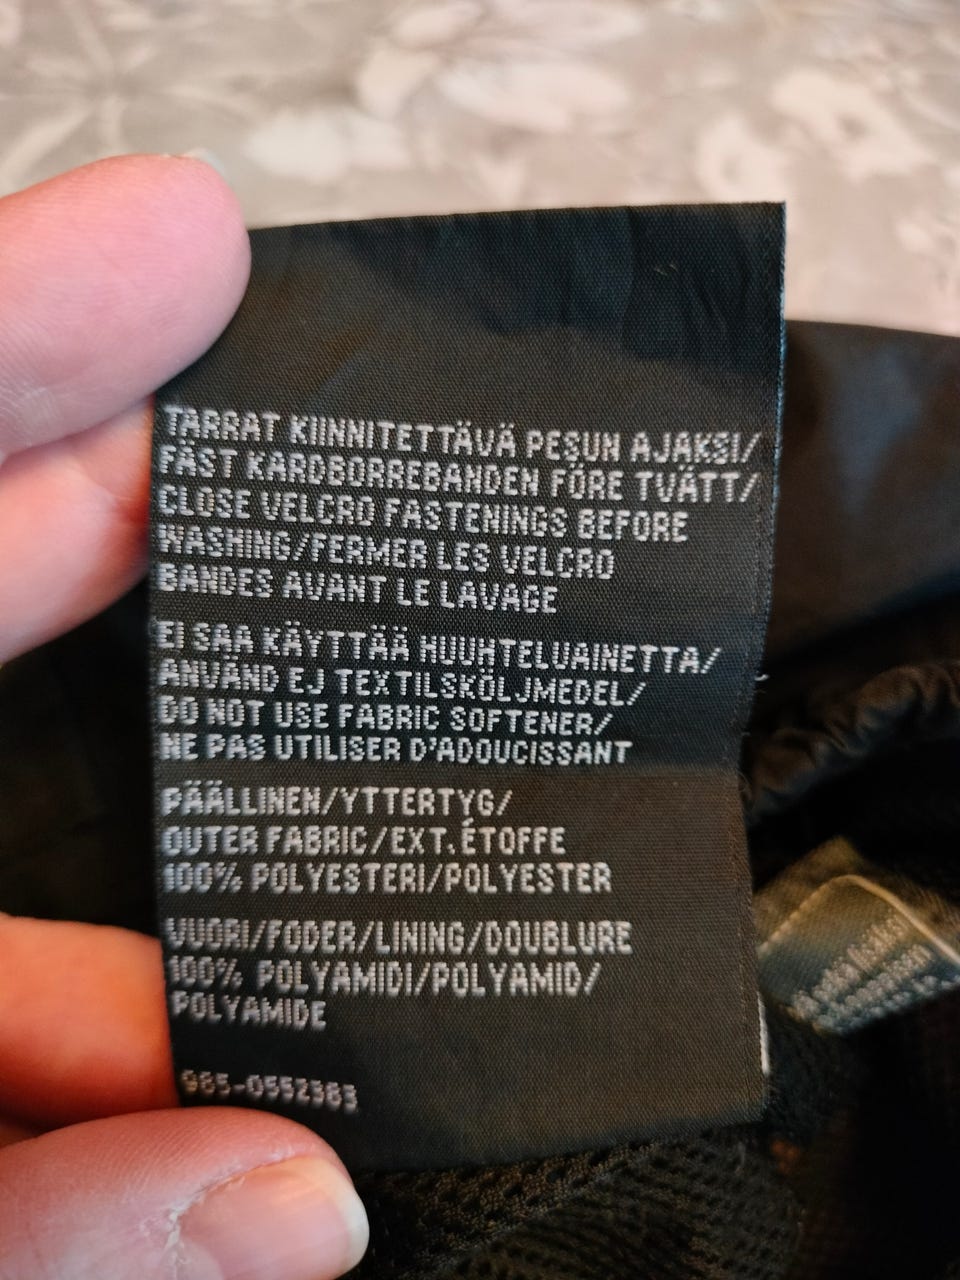 TARRAT KIINNITETTÄVÄ PESUN AJAKSI/
FÄST KARDBORREBANDEN FÖRE TVÄTT/
CLOSE VELCRO FASTENINGS BEFORE
WASHING/FERMER LES VELCRO
BANDES AVANT LE LAVAGE
EI SAA KÄYTTÄÄ HUUHTELUAINETTA/
ANVÄND EJ TEXTILSKÖLJMEDEL/
DO NOT USE FABRIC SOFTENER/
NE PAS UTILISER D'ADOUCISSANT
PÄÄLLINEN/YTTERTYG/
OUTER FABRIC/EXT.ÉTOFFE
100% POLYESTERI/POLYESTER
VUORI/FODER/LINING/DOUBLURE
100% POLYAMIDI/POLYAMID/
POLYAMIDE
985-0552383